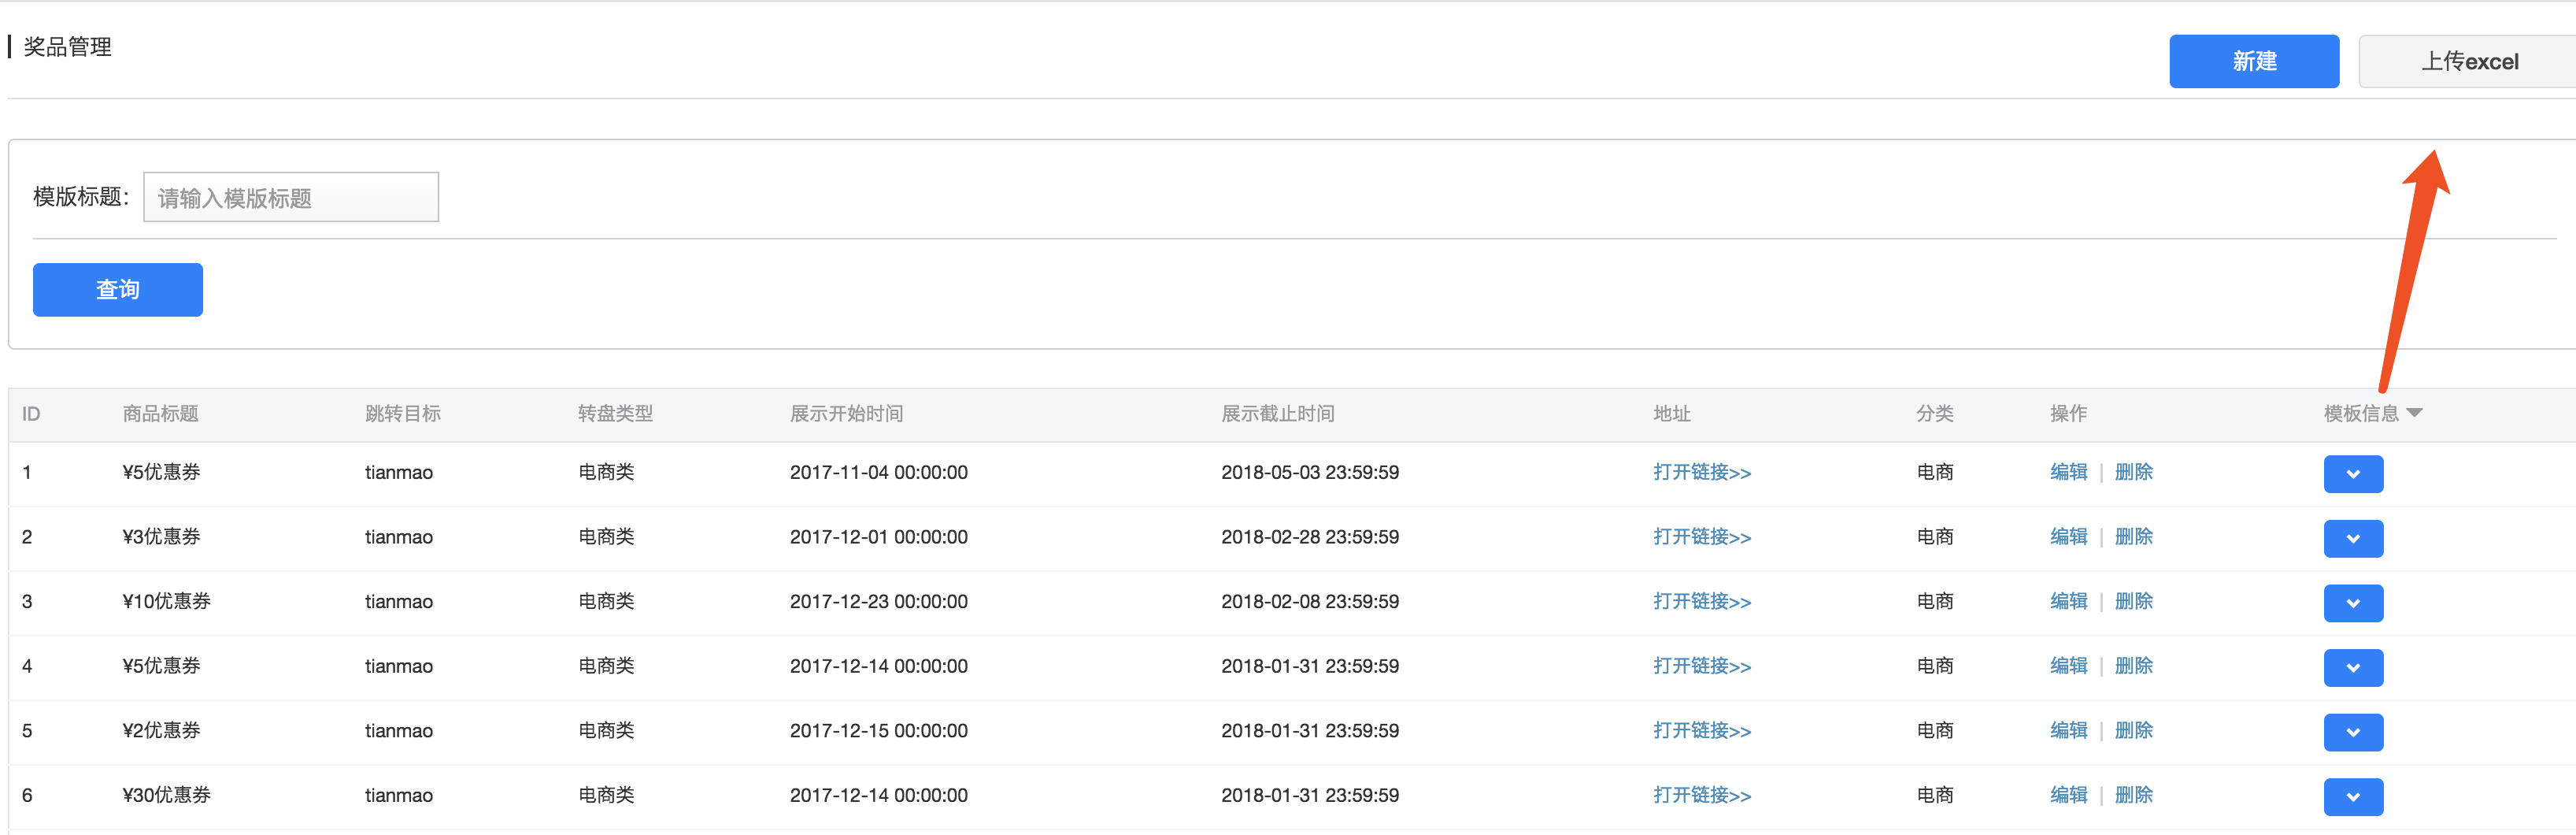 奖品管理
新建 上传excel
模版标题： 请输入模版标题
查询
ID 商品标题 跳转目标 转盘类型 展示开始时间 展示截止时间 地址 分类 操作 模板信息
1 ¥5优惠券 tianmao 电商类 2017-11-04 00:00:00 2018-05-03 23:59:59 打开链接>> 电商 编辑 | 删除
2 ¥3优惠券 tianmao 电商类 2017-12-01 00:00:00 2018-02-28 23:59:59 打开链接>> 电商 编辑 | 删除
3 ¥10优惠券 tianmao 电商类 2017-12-23 00:00:00 2018-02-08 23:59:59 打开链接>> 电商 编辑 | 删除
4 ¥5优惠券 tianmao 电商类 2017-12-14 00:00:00 2018-01-31 23:59:59 打开链接>> 电商 编辑 | 删除
5 ¥2优惠券 tianmao 电商类 2017-12-15 00:00:00 2018-01-31 23:59:59 打开链接>> 电商 编辑 | 删除
6 ¥30优惠券 tianmao 电商类 2017-12-14 00:00:00 2018-01-31 23:59:59 打开链接>> 电商 编辑 | 删除